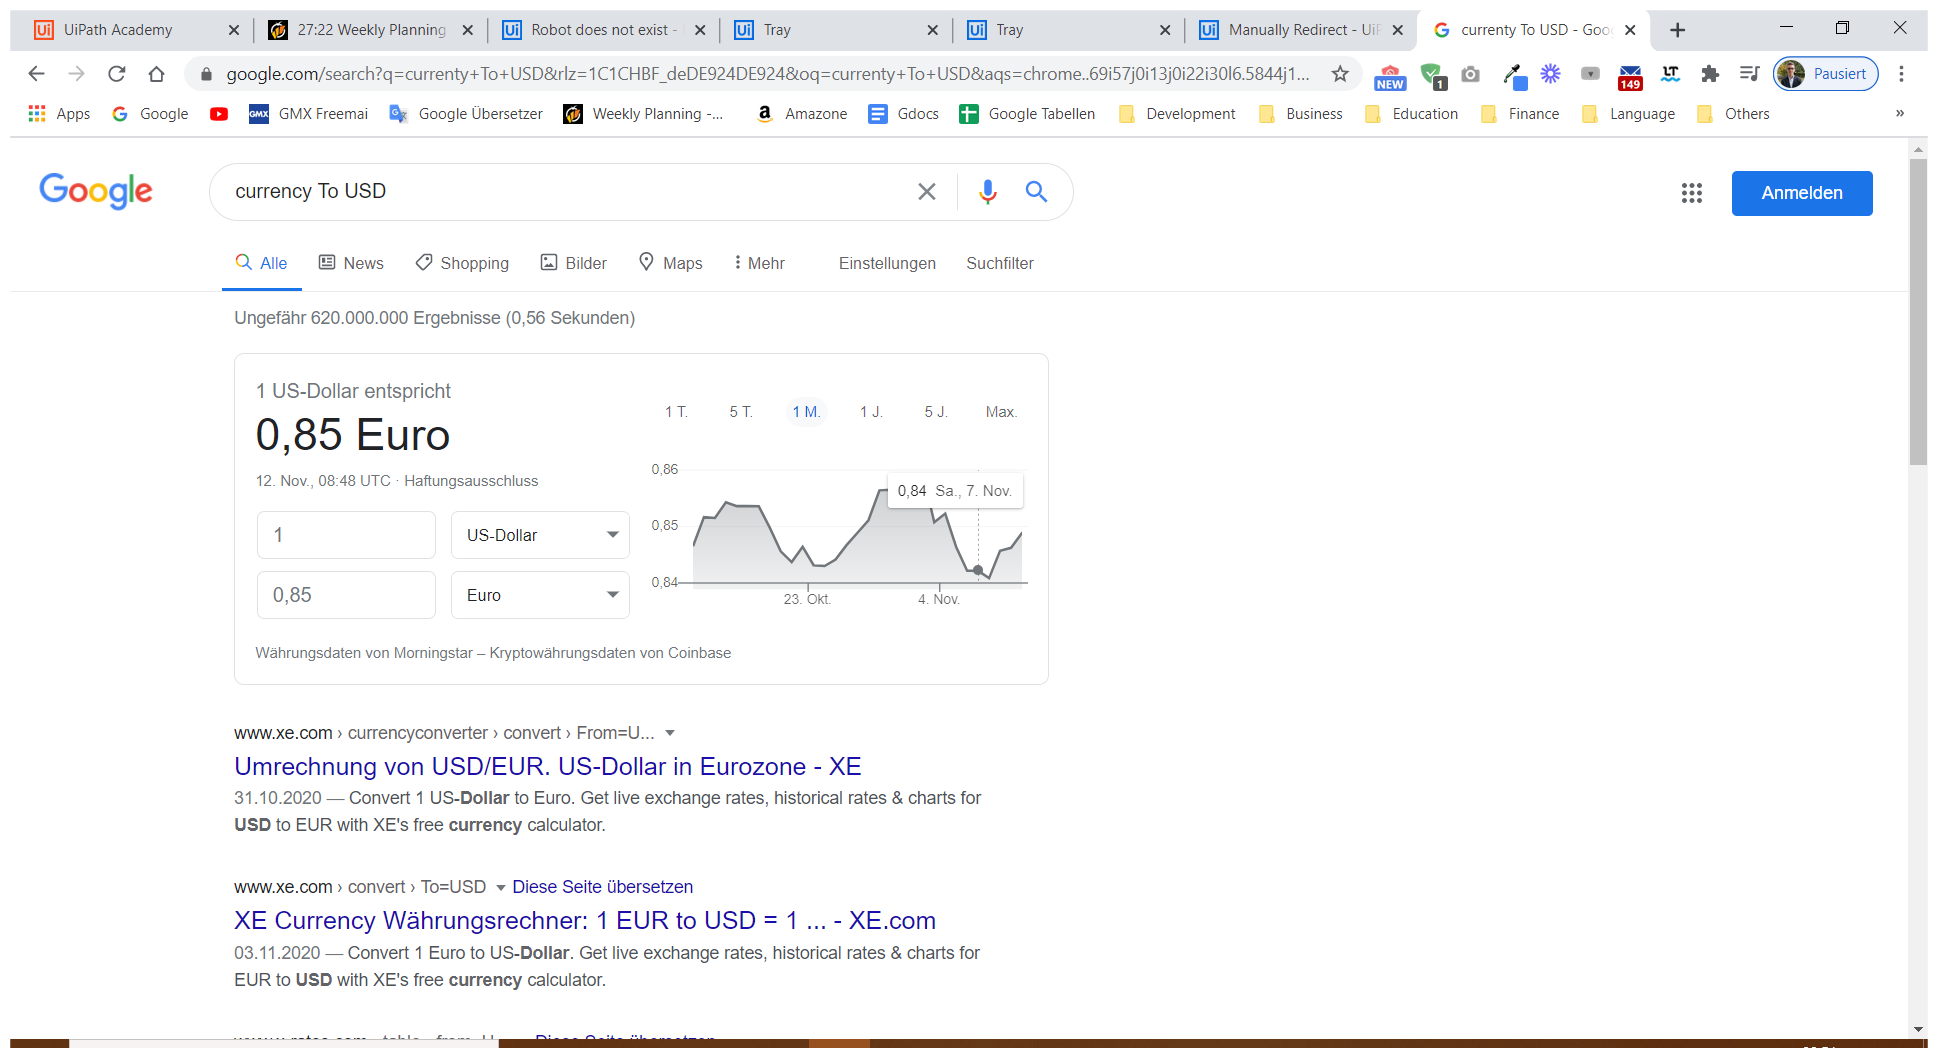 UiPath Academy
27:22 Weekly Planning
Robot does not exist -
Tray
Tray
Manually Redirect - UiP
currenty To USD - Goo
google.com/search?q=currenty+To+USD&rlz=1C1CHBF_deDE924DE924&oq=currenty+To+USD&aqs=chrome..69i57j0i13j0i22i30l6.5844j1...
NEW
1
149
LT
Pausiert
Apps
Google
GMX
GMX Freemai
Google Übersetzer
Weekly Planning -...
Amazone
Gdocs
Google Tabellen
Development
Business
Education
Finance
Language
Others
»
Google
currency To USD
Anmelden
Alle
News
Shopping
Bilder
Maps
Mehr
Einstellungen
Suchfilter
Ungefähr 620.000.000 Ergebnisse (0,56 Sekunden)
1 US-Dollar entspricht
0,85 Euro
12. Nov., 08:48 UTC · Haftungsausschluss
1
US-Dollar
0,85
Euro
1 T.
5 T.
1 M.
1 J.
5 J.
Max.
0,86
0,84 Sa., 7. Nov.
0,85
0,84
23. Okt.
4. Nov.
Währungsdaten von Morningstar – Kryptowährungsdaten von Coinbase
www.xe.com › currencyconverter › convert › From=U...
Umrechnung von USD/EUR. US-Dollar in Eurozone - XE
31.10.2020 — Convert 1 US-Dollar to Euro. Get live exchange rates, historical rates & charts for
USD to EUR with XE's free currency calculator.
www.xe.com › convert › To=USD Diese Seite übersetzen
XE Currency Währungsrechner: 1 EUR to USD = 1 ... - XE.com
03.11.2020 — Convert 1 Euro to US-Dollar. Get live exchange rates, historical rates & charts for
EUR to USD with XE's free currency calculator.
Diese Seite übersetzen